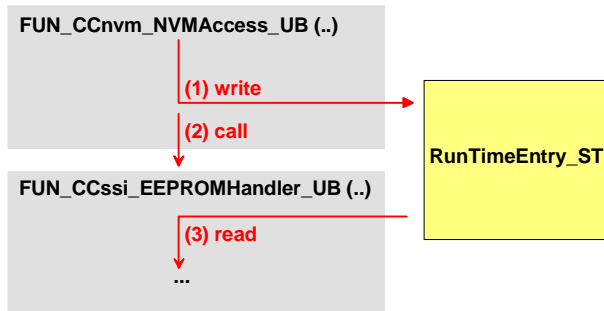 FUN_CCnvm_NVMAccess_UB (..)
(1) write
(2) call
RunTimeEntry_ST
FUN_CCssi_EEPROMHandler_UB (..)
(3) read
...